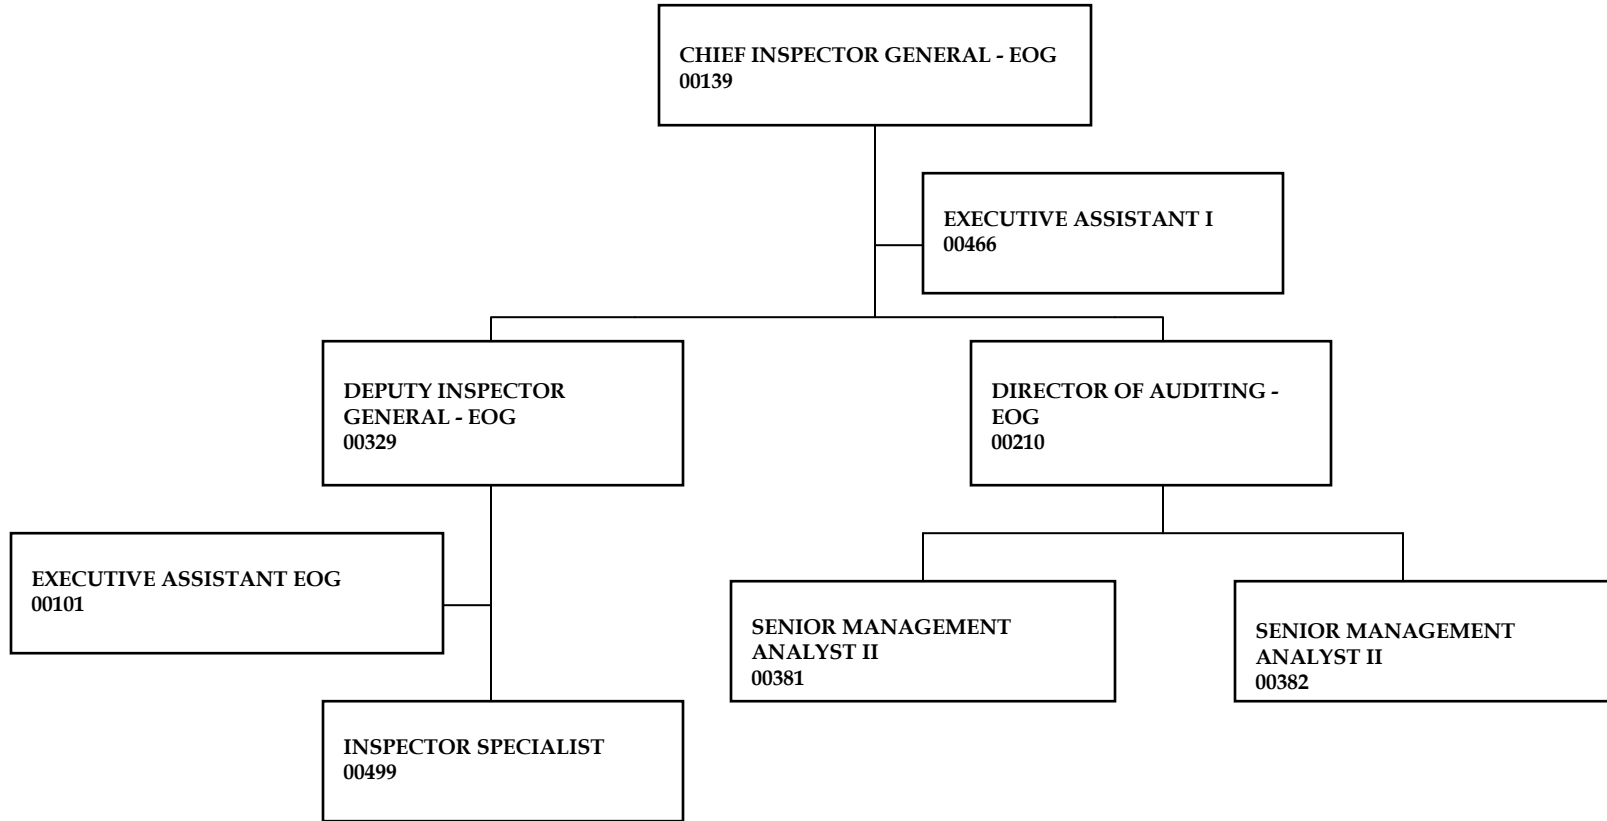 CHIEF INSPECTOR GENERAL - EOG
00139
EXECUTIVE ASSISTANT I
00466
DEPUTY INSPECTOR
GENERAL - EOG
00329
DIRECTOR OF AUDITING -
EOG
00210
EXECUTIVE ASSISTANT EOG
00101
SENIOR MANAGEMENT
ANALYST II
00381
SENIOR MANAGEMENT
ANALYST II
00382
INSPECTOR SPECIALIST
00499